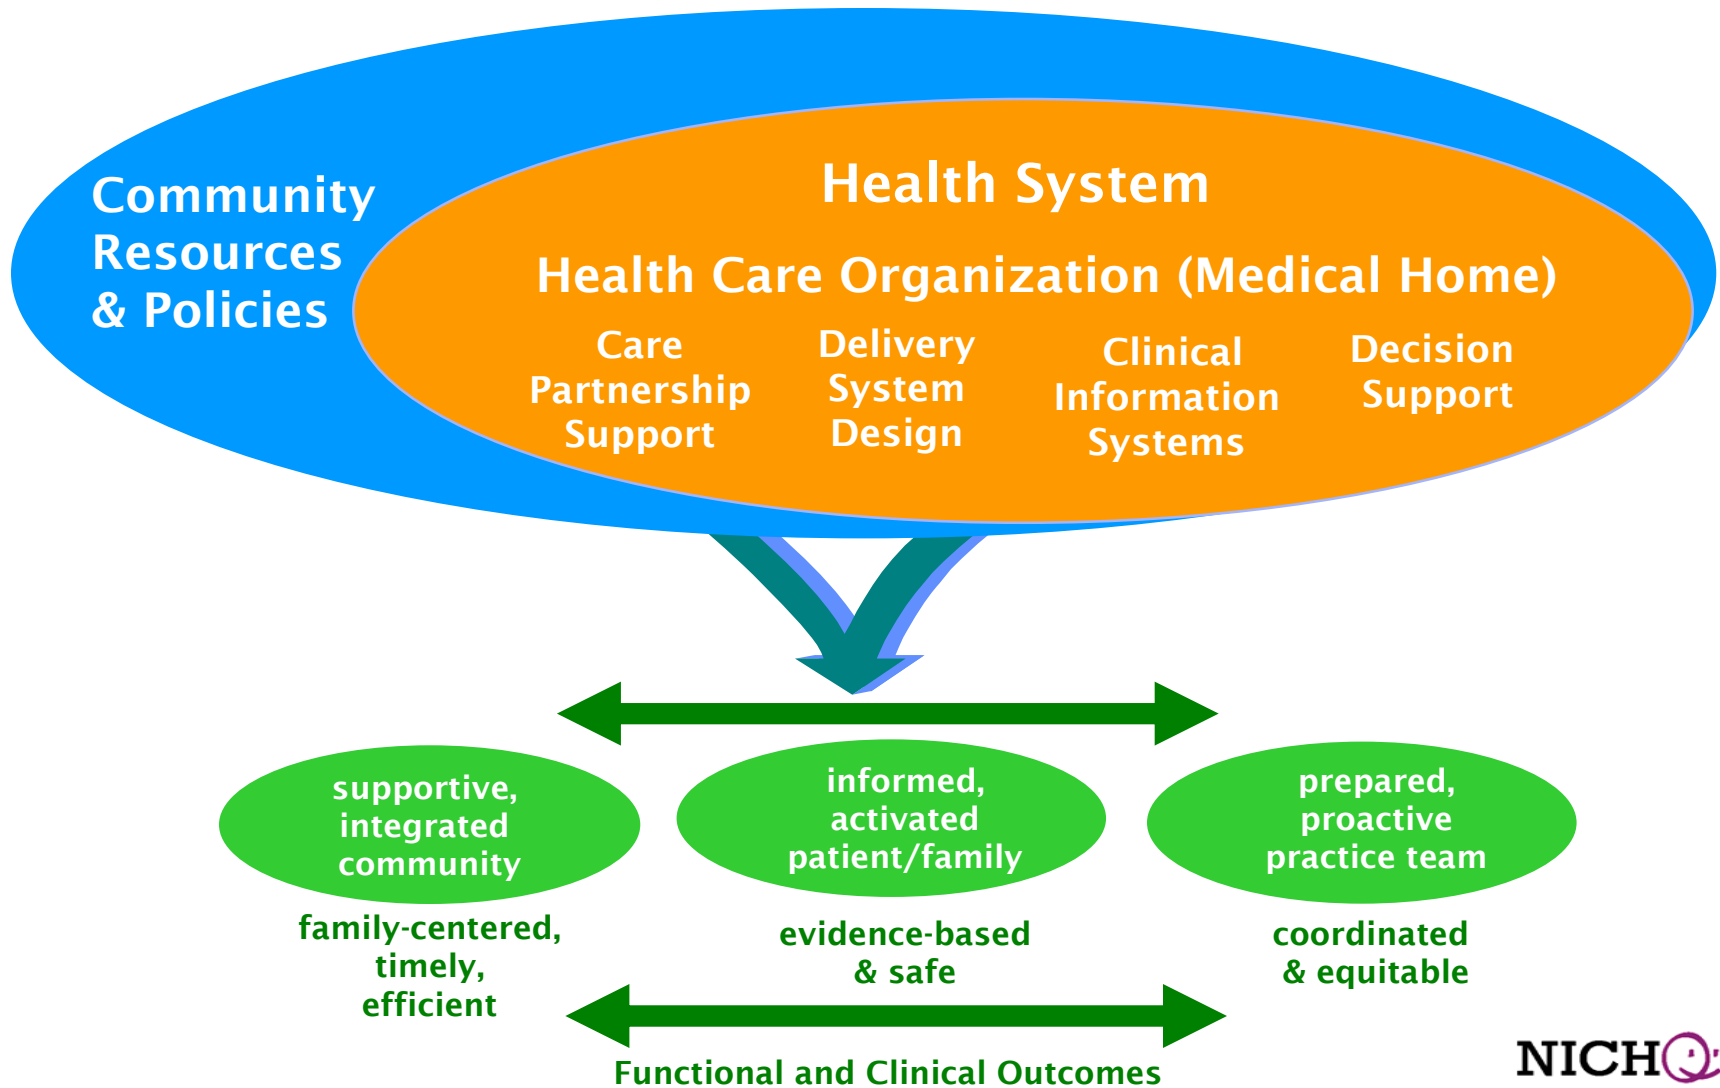 Community
Resources
& Policies
Health System
Health Care Organization (Medical Home)
Care
Partnership
Support
Delivery
System
Design
Clinical
Information
Systems
Decision
Support
supportive,
integrated
community
informed,
activated
patient/family
prepared,
proactive
practice team
family-centered,
timely,
efficient
evidence-based
& safe
coordinated
& equitable
Functional and Clinical Outcomes
NICHQ